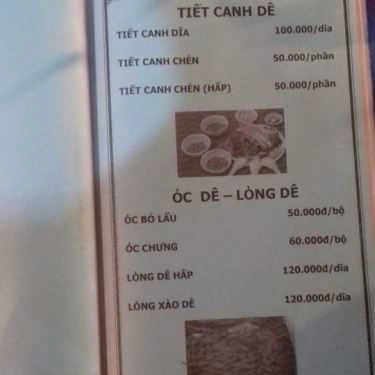 TIẾT CANH DÊ
TIẾT CANH DĨA 100.000/dĩa
TIẾT CANH CHÉN 50.000/phần
TIẾT CANH CHÉN (HẤP) 50.000/phần
ÓC DÊ – LÒNG DÊ
ÓC BỎ LẨU 50.000đ/bộ
ÓC CHƯNG 60.000đ/bộ
LÒNG DÊ HẤP 120.000đ/dĩa
LÒNG XÀO DÊ 120.000đ/dĩa